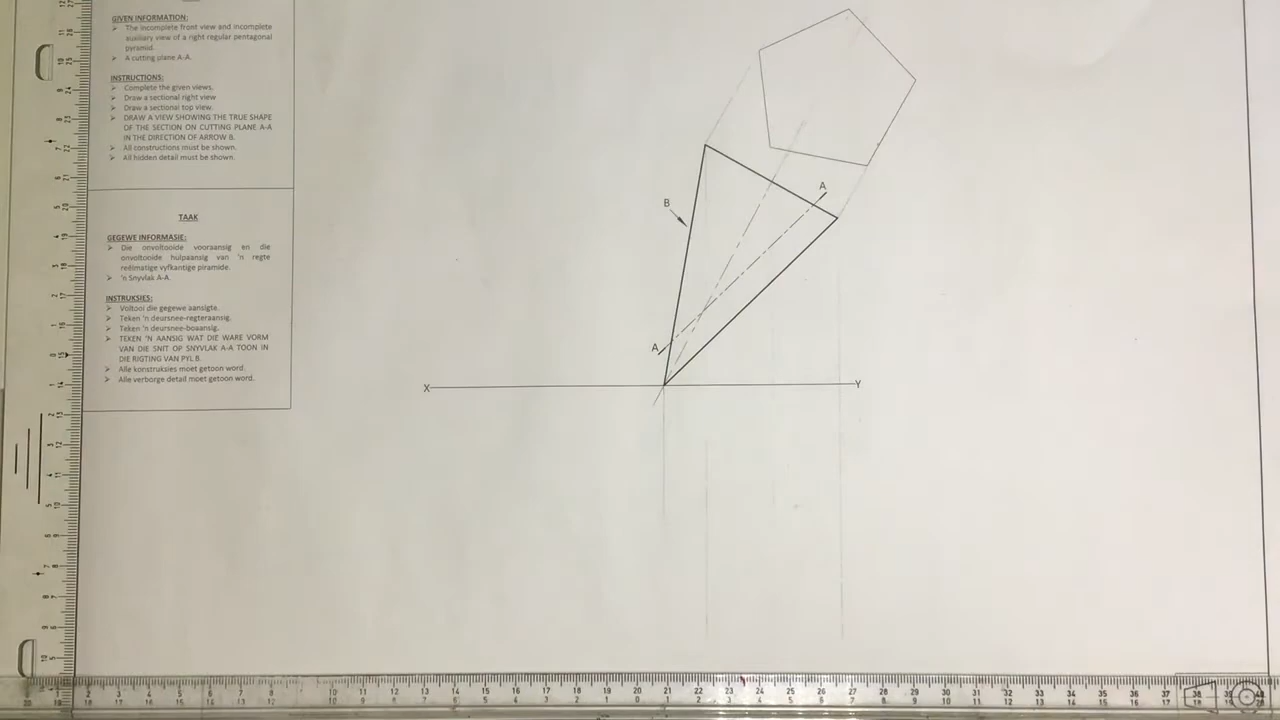 GIVEN INFORMATION:
➢ The incomplete front view and incomplete
auxiliary view of a right regular pentagonal
pyramid.
➢ A cutting plane A-A.
INSTRUCTIONS:
➢ Complete the given views.
➢ Draw a sectional right view
➢ Draw a sectional top view.
➢ DRAW A VIEW SHOWING THE TRUE SHAPE
OF THE SECTION ON CUTTING PLANE A-A
IN THE DIRECTION OF ARROW B.
➢ All constructions must be shown.
➢ All hidden detail must be shown.
TAAK
GEGEWE INFORMASIE:
➢ Die onvoltooide vooraansig en die
onvoltooide hulpaansig van 'n regte
reëlmatige vyfkantige piramide.
➢ 'n Snyvlak A-A.
INSTRUKSIES:
➢ Voltooi die gegewe aansigte.
➢ Teken 'n deursnee-regteraansig.
➢ Teken 'n deursnee-boaansig.
➢ TEKEN 'N AANSIG WAT DIE WARE VORM
VAN DIE SNIT OP SNYVLAK A-A TOON IN
DIE RIGTING VAN PYL B.
➢ Alle konstruksies moet getoon word.
➢ Alle verborge detail moet getoon word.
A
B
A
X
Y